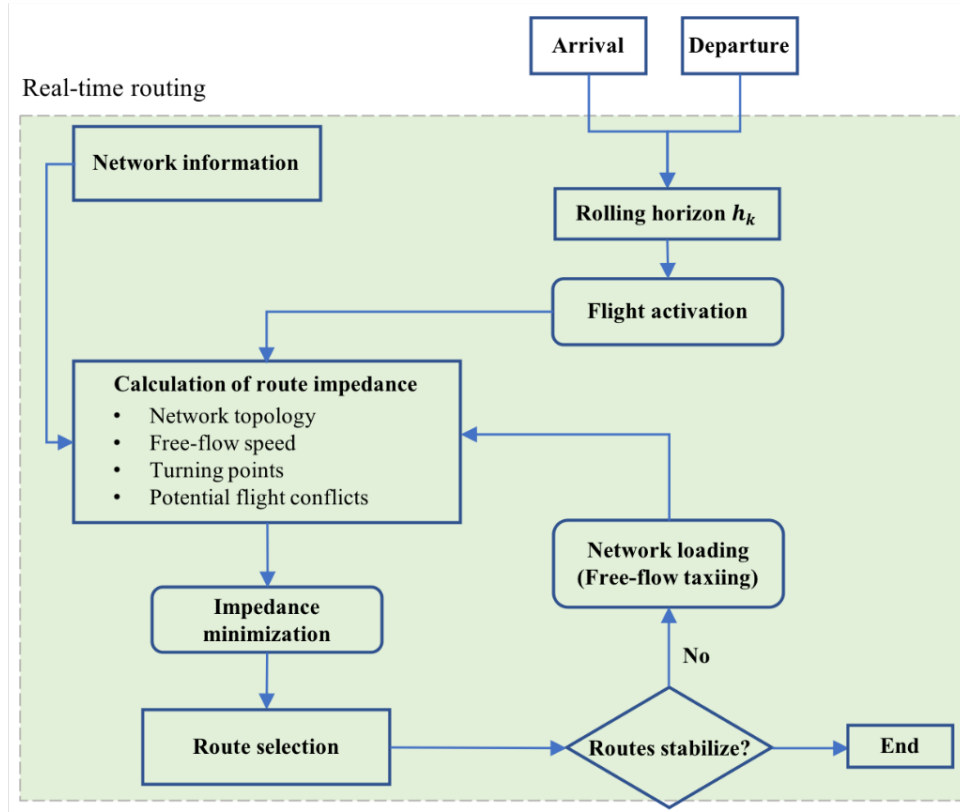 Arrival
Departure
Real-time routing
Network information
Rolling horizon h_k
Flight activation
Calculation of route impedance
• Network topology
• Free-flow speed
• Turning points
• Potential flight conflicts
Network loading
(Free-flow taxiing)
Impedance
minimization
No
Route selection
Routes stabilize?
End